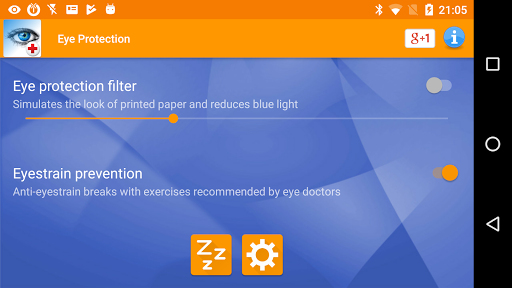 21:05
Eye Protection
g+1
Eye protection filter
Simulates the look of printed paper and reduces blue light
Eyestrain prevention
Anti-eyestrain breaks with exercises recommended by eye doctors
ZZZ